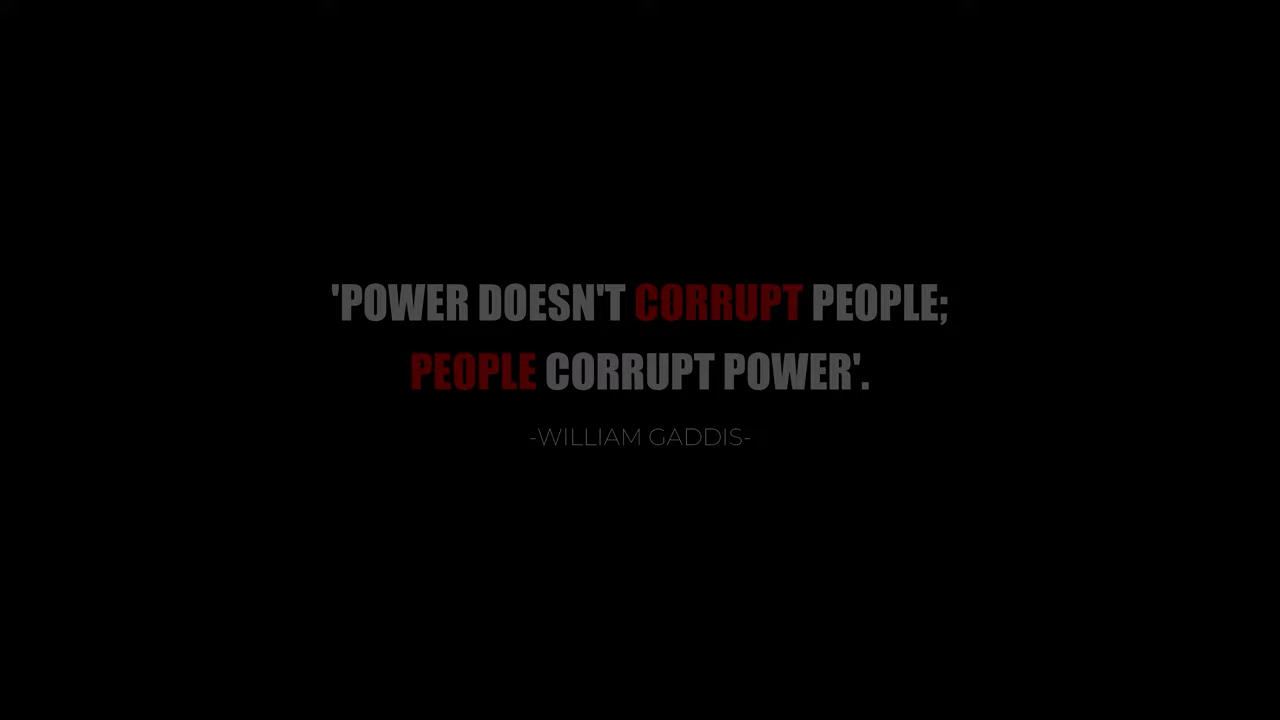 'POWER DOESN'T CORRUPT PEOPLE;
PEOPLE CORRUPT POWER'.
-WILLIAM GADDIS-